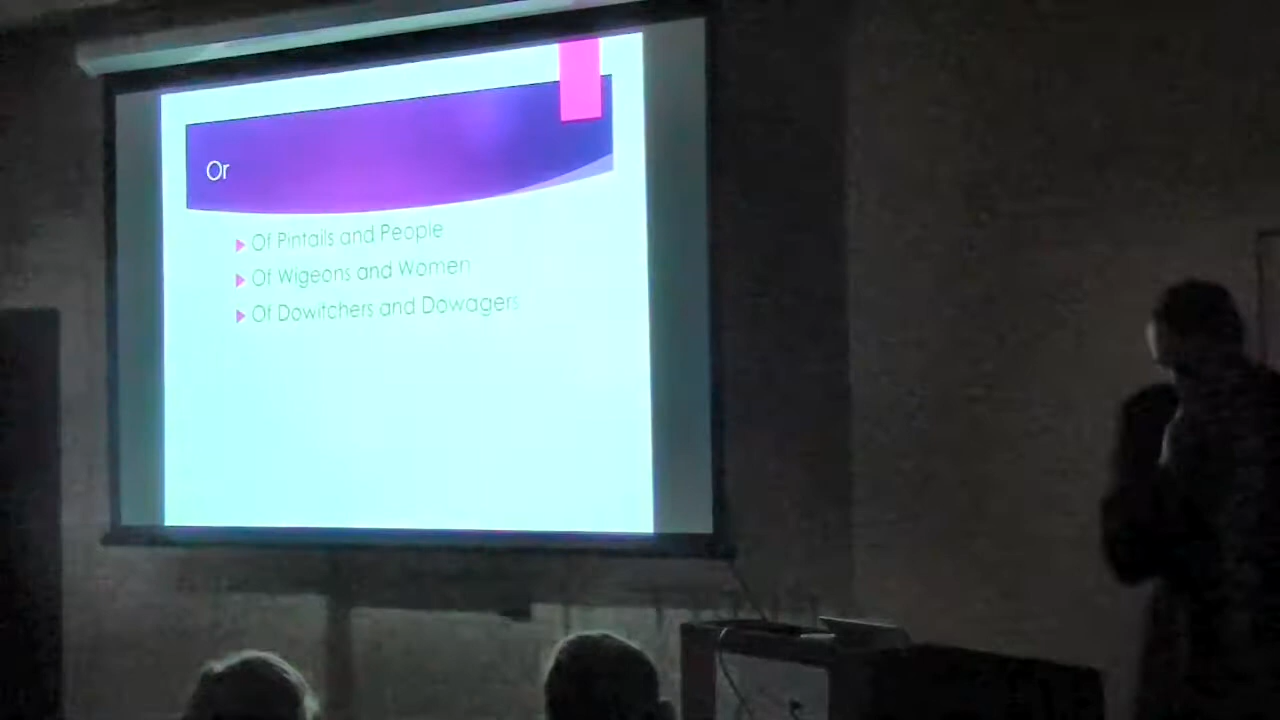 Or
Of Pintails and People
Of Wigeons and Women
Of Dowitchers and Dowagers